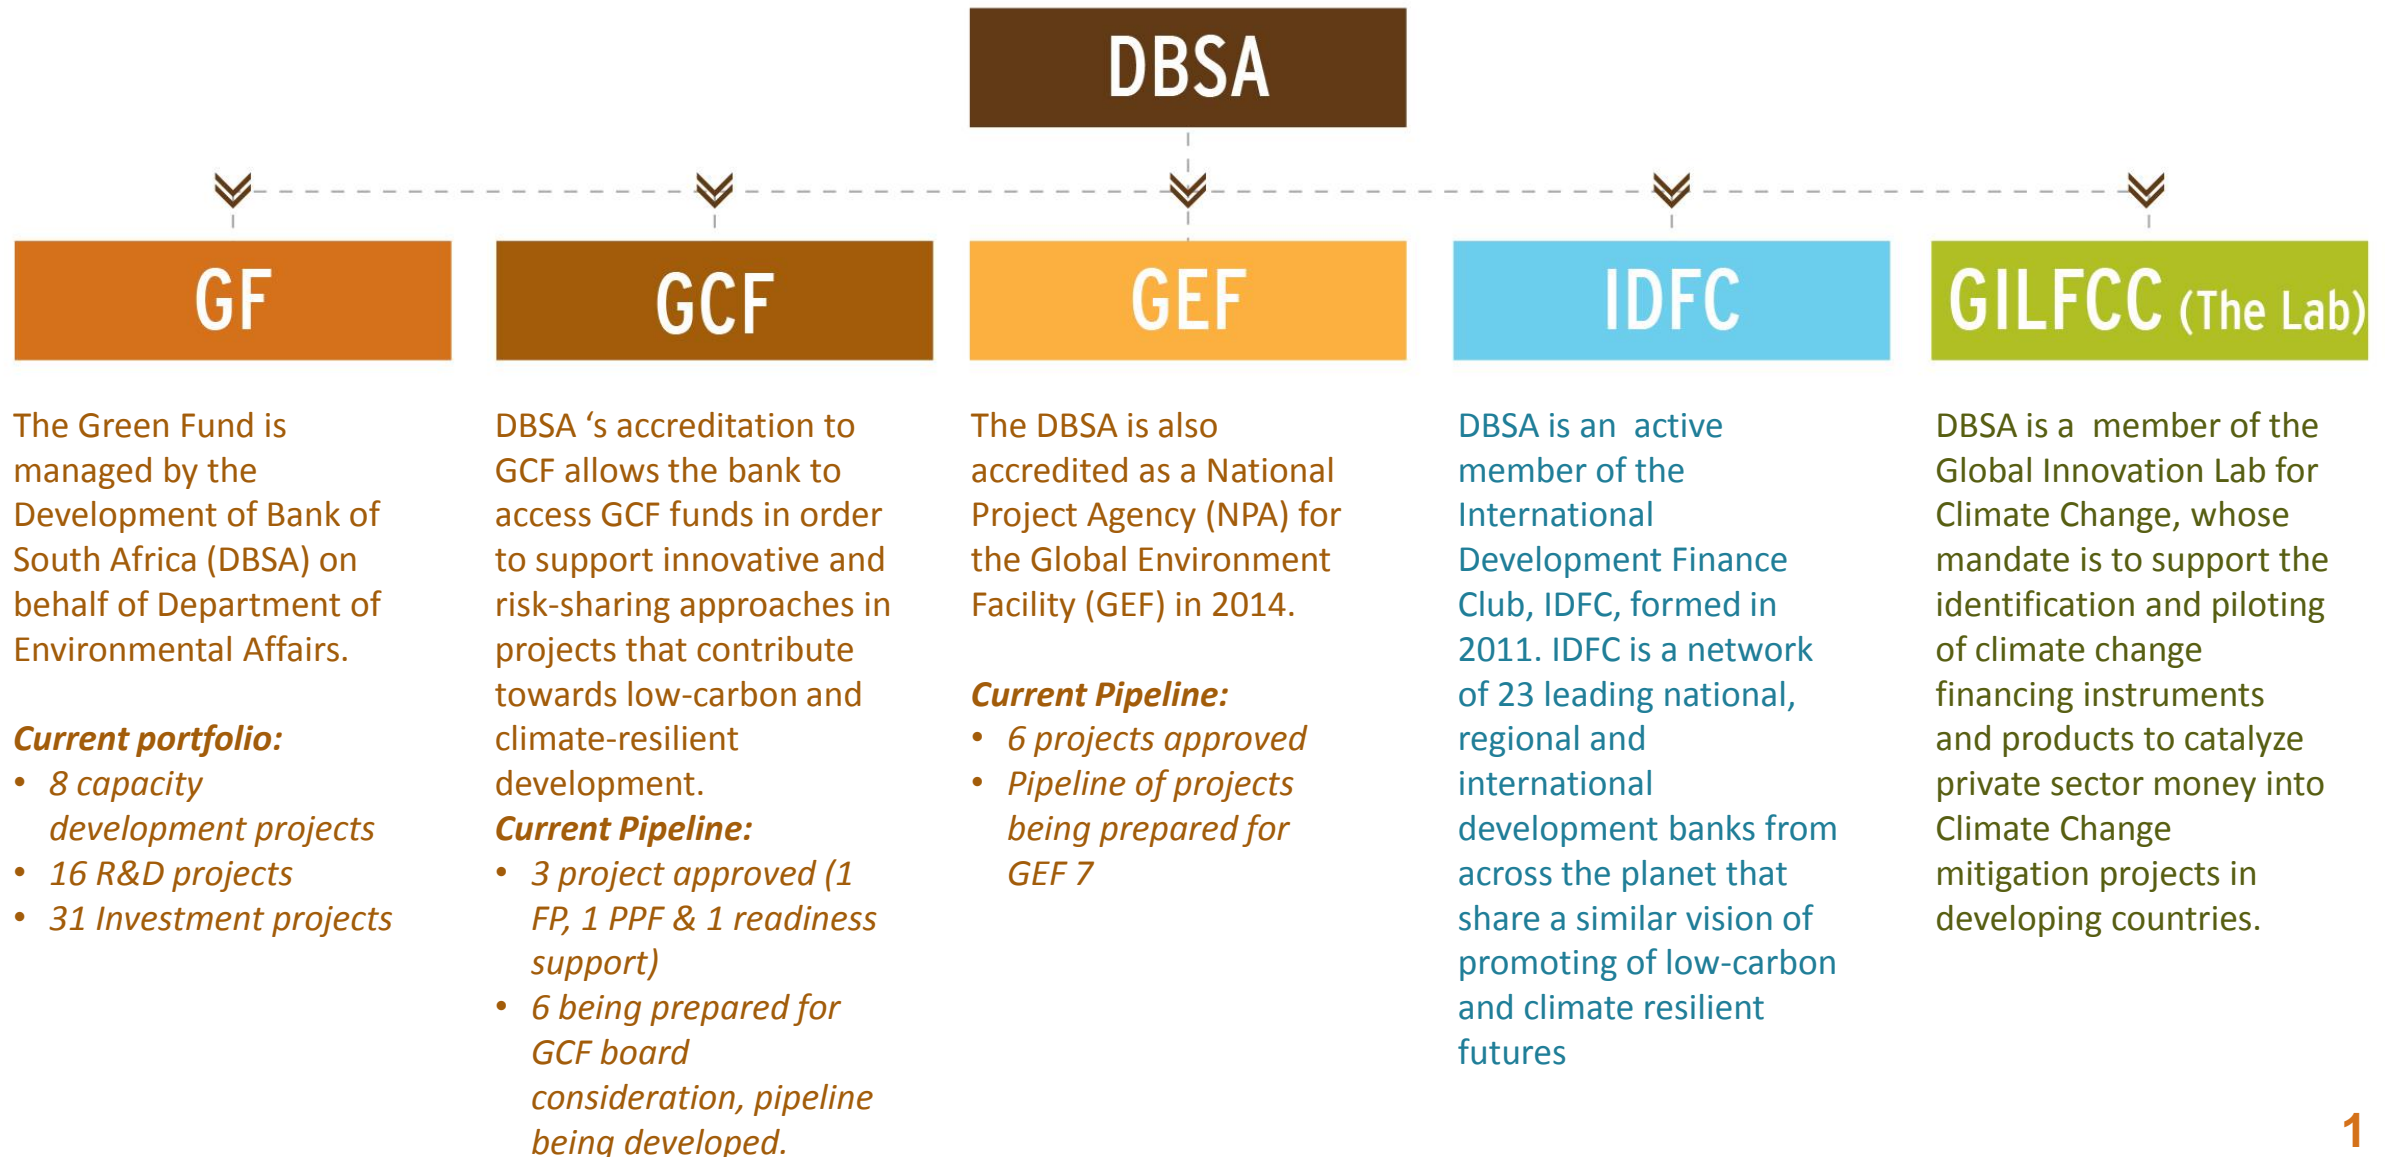 DBSA
GF
GCF
GEF
IDFC
GILFCC (The Lab)
The Green Fund is
managed by the
Development of Bank of
South Africa (DBSA) on
behalf of Department of
Environmental Affairs.
Current portfolio:
• 8 capacity
development projects
• 16 R&D projects
• 31 Investment projects
DBSA ‘s accreditation to
GCF allows the bank to
access GCF funds in order
to support innovative and
risk-sharing approaches in
projects that contribute
towards low-carbon and
climate-resilient
development.
Current Pipeline:
• 3 project approved (1
FP, 1 PPF & 1 readiness
support)
• 6 being prepared for
GCF board
consideration, pipeline
being developed.
The DBSA is also
accredited as a National
Project Agency (NPA) for
the Global Environment
Facility (GEF) in 2014.
Current Pipeline:
• 6 projects approved
• Pipeline of projects
being prepared for
GEF 7
DBSA is an active
member of the
International
Development Finance
Club, IDFC, formed in
2011. IDFC is a network
of 23 leading national,
regional and
international
development banks from
across the planet that
share a similar vision of
promoting of low-carbon
and climate resilient
futures
DBSA is a member of the
Global Innovation Lab for
Climate Change, whose
mandate is to support the
identification and piloting
of climate change
financing instruments
and products to catalyze
private sector money into
Climate Change
mitigation projects in
developing countries.
1